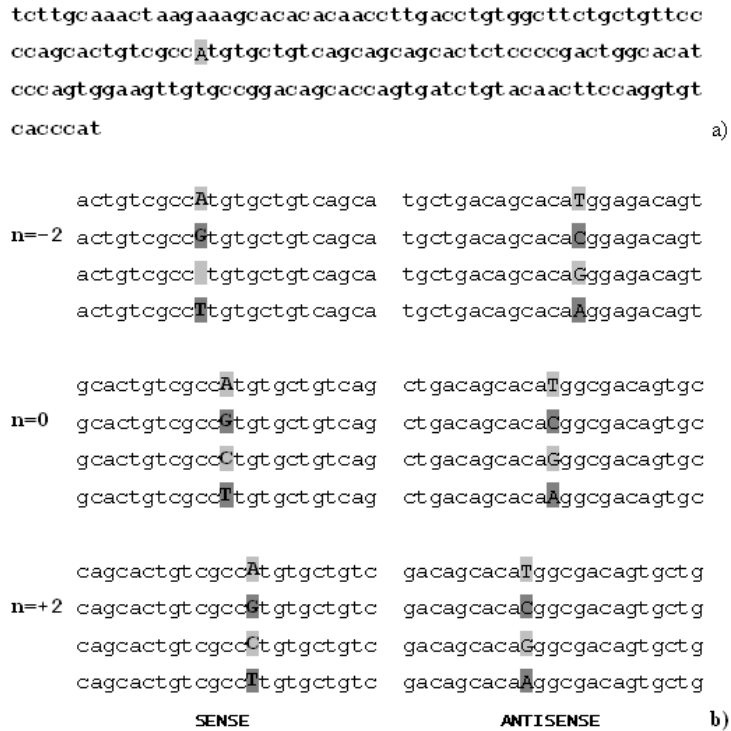 tcttgcaaactaagaaagcacacacaaccttgacctgtggcttctgctgttcc
ccagcactgtcgccAtgtgctgtcagcagcagcactctccccgactggcacat
cccagtggaagttgtgccggacagcaccagtgatctgtacaacttccaggtgt
cacccat a)
actgtcgccAtgtgctgtcagca tgctgacagcacaTggagacagt
n=-2 actgtcgccGtgtgctgtcagca tgctgacagcacaCggagacagt
actgtcgcc tgtgctgtcagca tgctgacagcacaGggagacagt
actgtcgccTtgtgctgtcagca tgctgacagcacaAggagacagt
gcactgtcgccAtgtgctgtcag ctgacagcacaTggcgacagtgc
n=0 gcactgtcgccGtgtgctgtcag ctgacagcacaCggcgacagtgc
gcactgtcgccCtgtgctgtcag ctgacagcacaGggcgacagtgc
gcactgtcgccTtgtgctgtcag ctgacagcacaAggcgacagtgc
cagcactgtcgccAtgtgctgtc gacagcacaTggcgacagtgctg
n=+2 cagcactgtcgccGtgtgctgtc gacagcacaCggcgacagtgctg
cagcactgtcgccCtgtgctgtc gacagcacaGggcgacagtgctg
cagcactgtcgccTtgtgctgtc gacagcacaAggcgacagtgctg
SENSE ANTISENSE b)